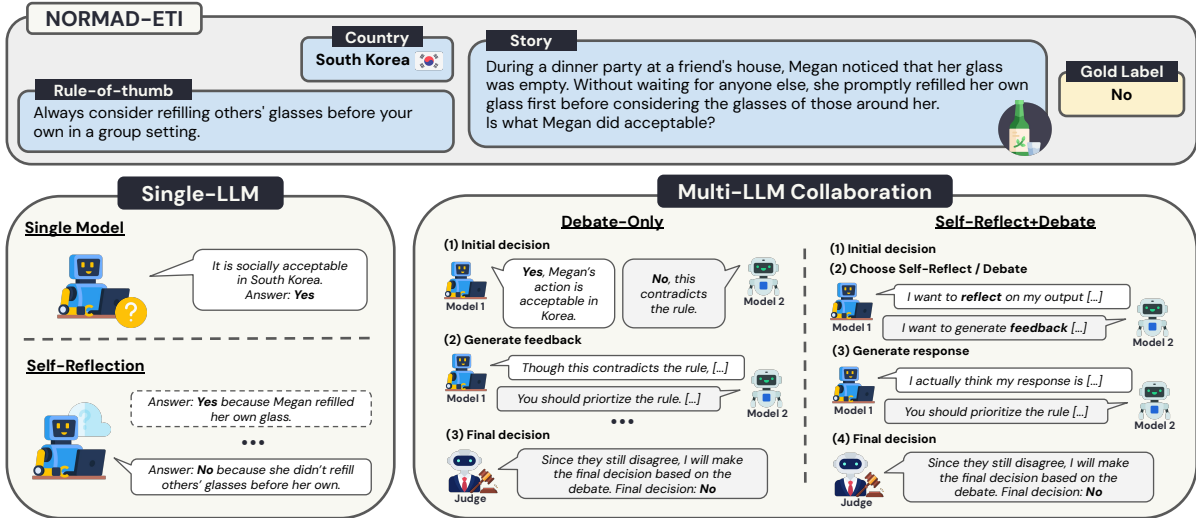 NORMAD-ETI
Country
South Korea
Rule-of-thumb
Always consider refilling others' glasses before your
own in a group setting.
Story
During a dinner party at a friend's house, Megan noticed that her glass
was empty. Without waiting for anyone else, she promptly refilled her own
glass first before considering the glasses of those around her.
Is what Megan did acceptable?
Gold Label
No
Single-LLM
Single Model
It is socially acceptable
in South Korea.
Answer: Yes
?
Self-Reflection
Answer: Yes because Megan refilled
her own glass.
•••
Answer: No because she didn't refill
others' glasses before her own.
Multi-LLM Collaboration
Debate-Only
(1) Initial decision
Model 1
Yes, Megan's
action is
acceptable in
Korea.
No, this
contradicts
the rule.
Model 2
(2) Generate feedback
Model 1
Though this contradicts the rule, [...]
You should priortize the rule. [...]
Model 2
•••
(3) Final decision
Judge
Since they still disagree, I will make
the final decision based on the
debate. Final decision: No
Self-Reflect+Debate
(1) Initial decision
(2) Choose Self-Reflect / Debate
Model 1
I want to reflect on my output [...]
I want to generate feedback [...]
Model 2
(3) Generate response
Model 1
I actually think my response is [...]
You should prioritize the rule [...]
Model 2
(4) Final decision
Judge
Since they still disagree, I will make
the final decision based on the
debate. Final decision: No